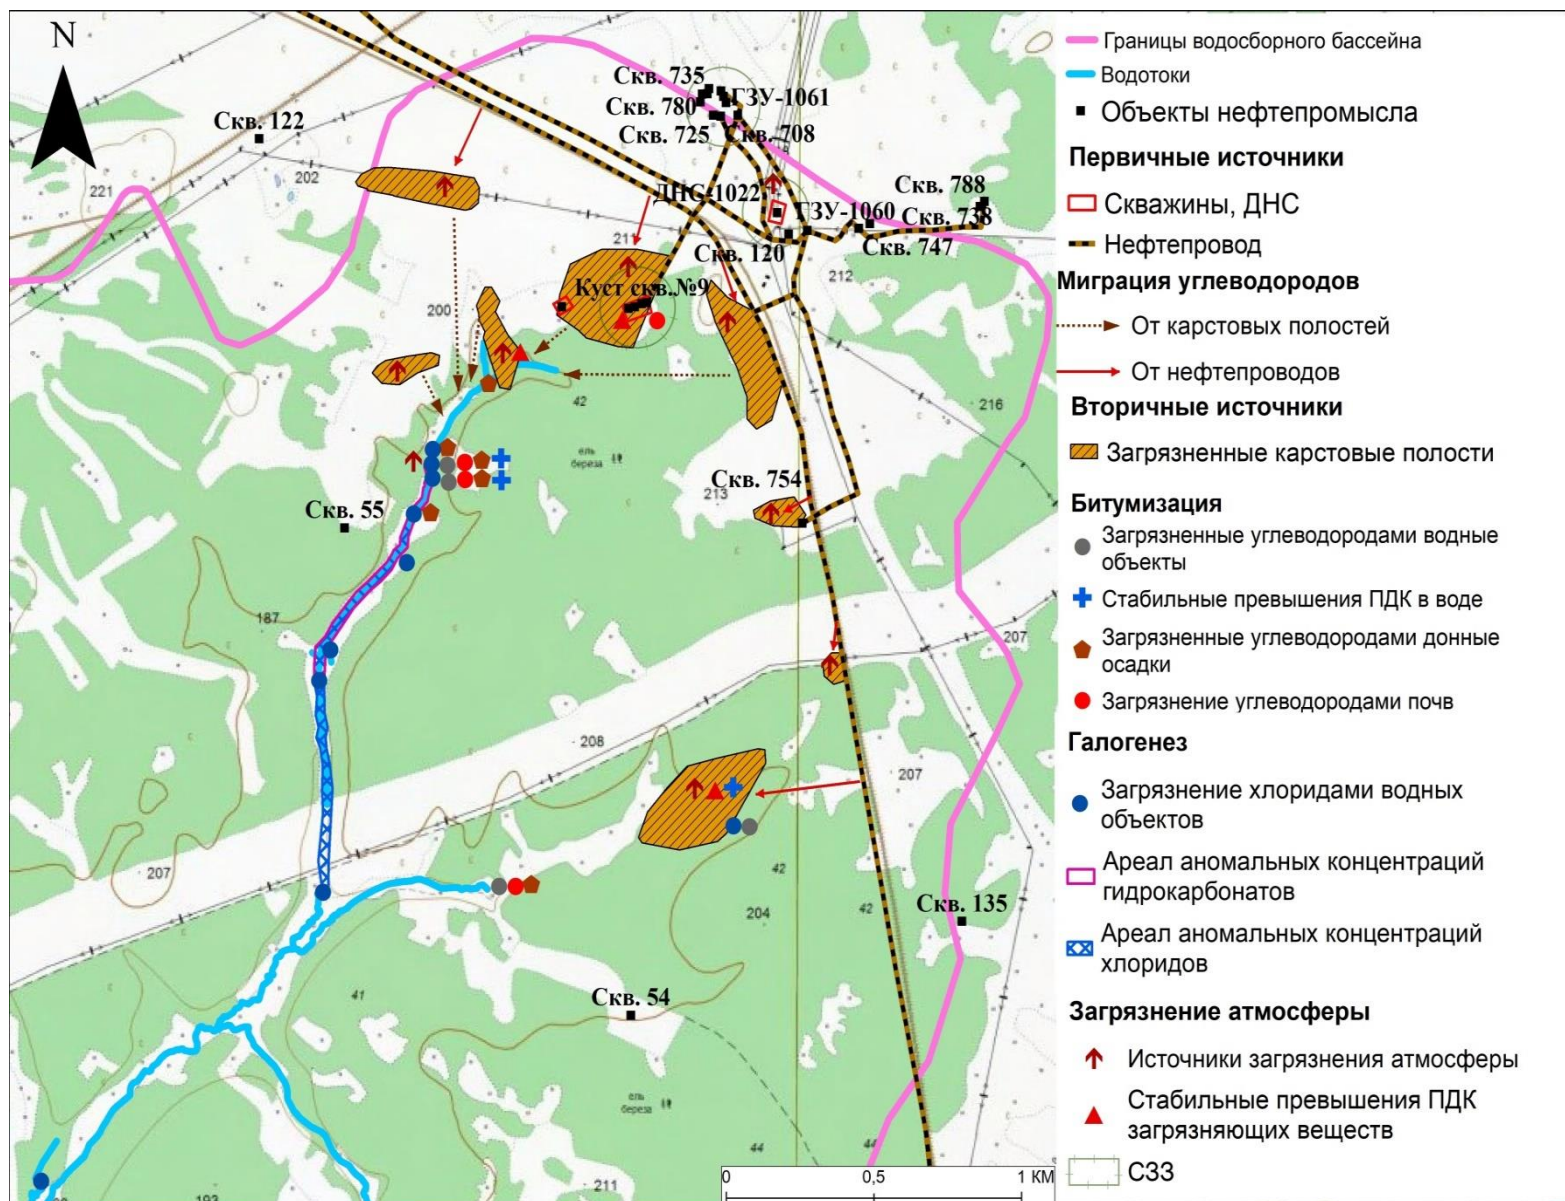 N
Скв. 122
221
202
Скв. 735
Скв. 780
ГЗУ-1061
Скв. 725
Скв. 708
ДНС-1022
Скв. 788
ГЗУ-1060
Скв. 738
Скв. 747
211
Скв. 120
212
Куст скв.№9
200
42
216
ель
береза
Скв. 754
213
Скв. 55
187
207
208
207
207
42
204
42
Скв. 135
41
Скв. 54
ель
береза
44
44
193
211
0
0,5
1 КМ
Границы водосборного бассейна
Водотоки
Объекты нефтепромысла
Первичные источники
Скважины, ДНС
Нефтепровод
Миграция углеводородов
От карстовых полостей
От нефтепроводов
Вторичные источники
Загрязненные карстовые полости
Битумизация
Загрязненные углеводородами водные
объекты
Стабильные превышения ПДК в воде
Загрязненные углеводородами донные
осадки
Загрязнение углеводородами почв
Галогенез
Загрязнение хлоридами водных
объектов
Ареал аномальных концентраций
гидрокарбонатов
Ареал аномальных концентраций
хлоридов
Загрязнение атмосферы
Источники загрязнения атмосферы
Стабильные превышения ПДК
загрязняющих веществ
СЗЗ